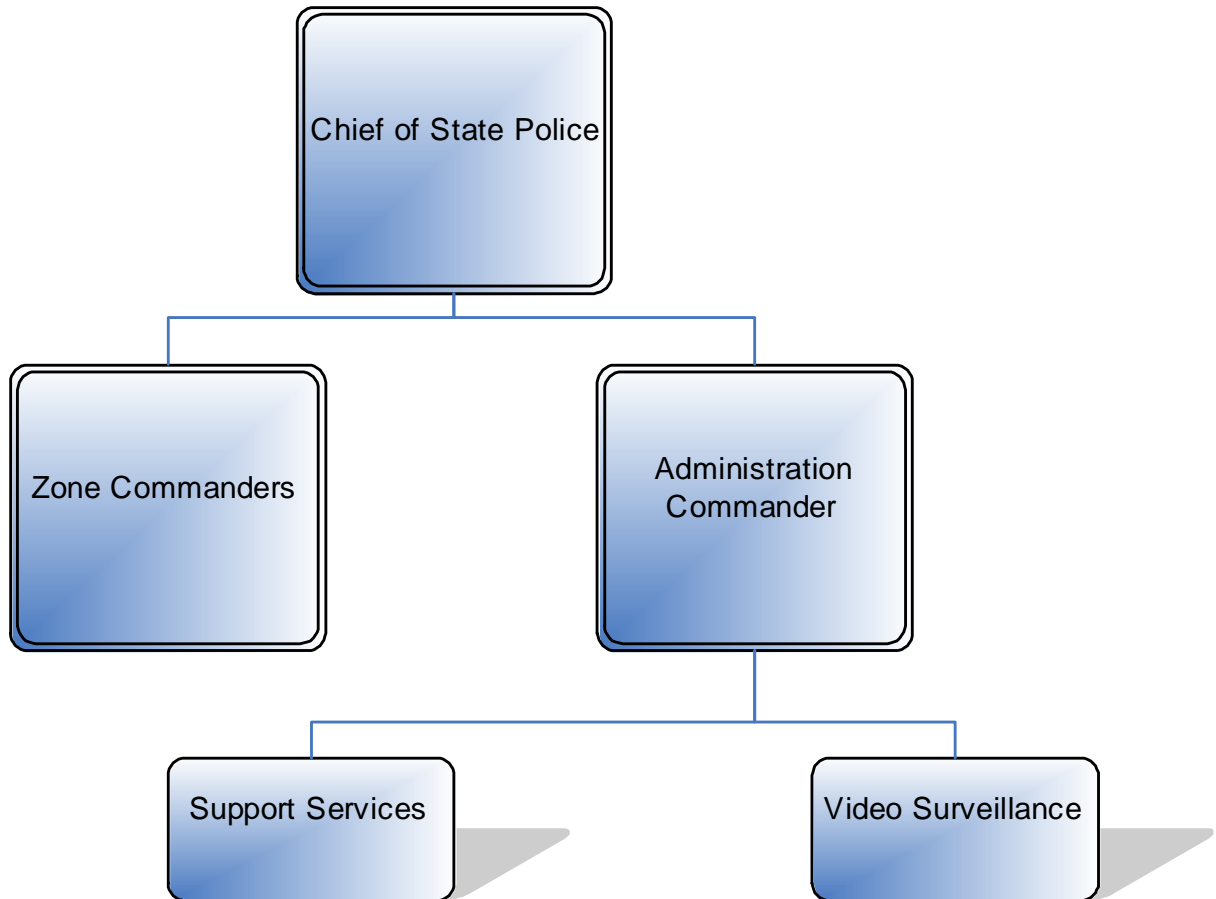 Chief of State Police
Zone Commanders
Administration
Commander
Support Services
Video Surveillance